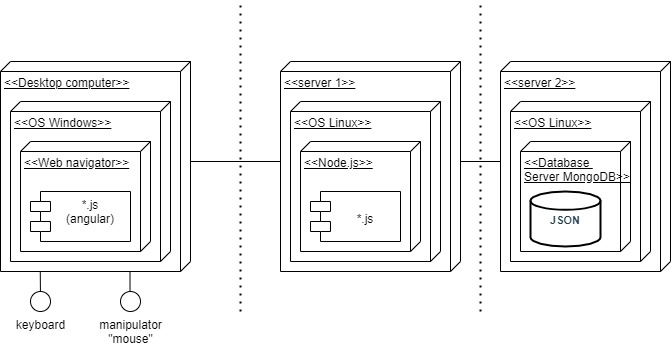 <<Desktop computer>>
<<OS Windows>>
<<Web navigator>>
*.js
(angular)
keyboard
manipulator
"mouse"
<<server 1>>
<<OS Linux>>
<<Node.js>>
*.js
<<server 2>>
<<OS Linux>>
<<Database
Server MongoDB>>
JSON